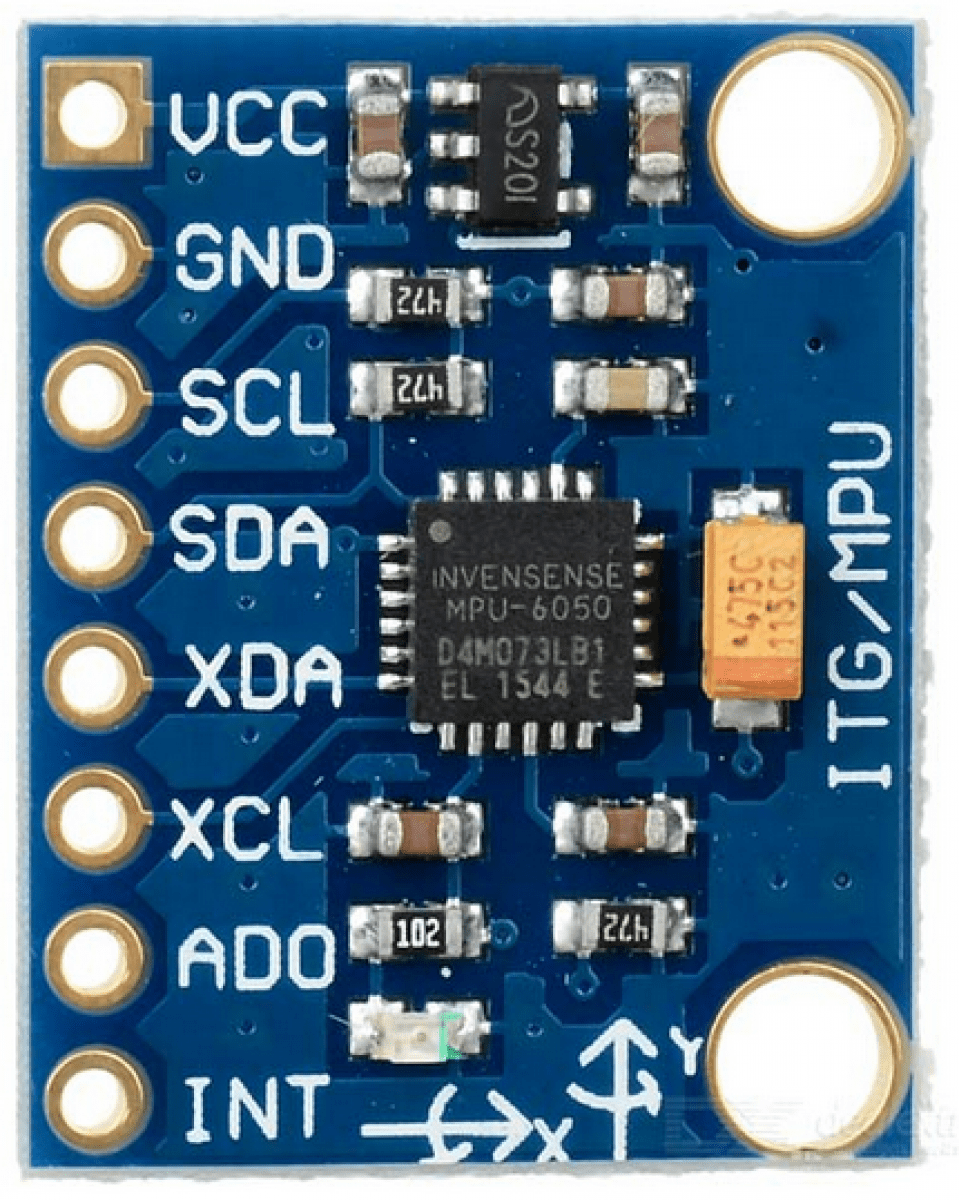 VCC
S20I
GND
472
SCL
472
SDA
INVENSENSE
MPU-6050
D4M073LB1
EL 1544 E
475C
115C2
ITG/MPU
XDA
XCL
ADO
102
472
INT
X
Y